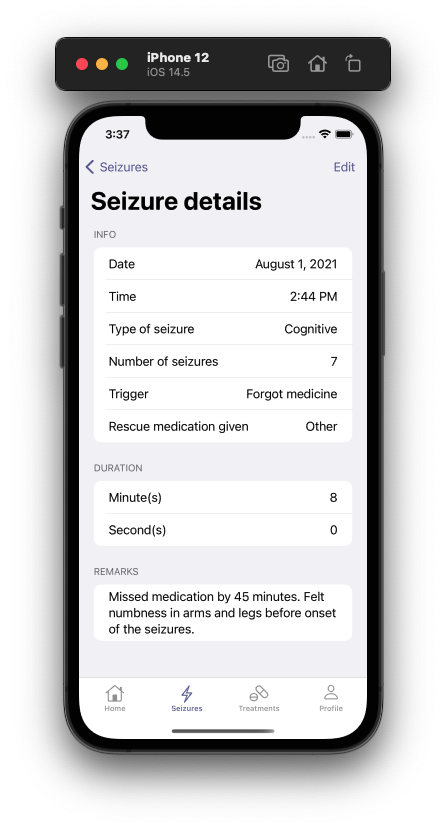 iPhone 12
iOS 14.5
3:37
Seizures
Edit
Seizure details
INFO
Date August 1, 2021
Time 2:44 PM
Type of seizure Cognitive
Number of seizures 7
Trigger Forgot medicine
Rescue medication given Other
DURATION
Minute(s) 8
Second(s) 0
REMARKS
Missed medication by 45 minutes. Felt
numbness in arms and legs before onset
of the seizures.
Home Seizures Treatments Profile